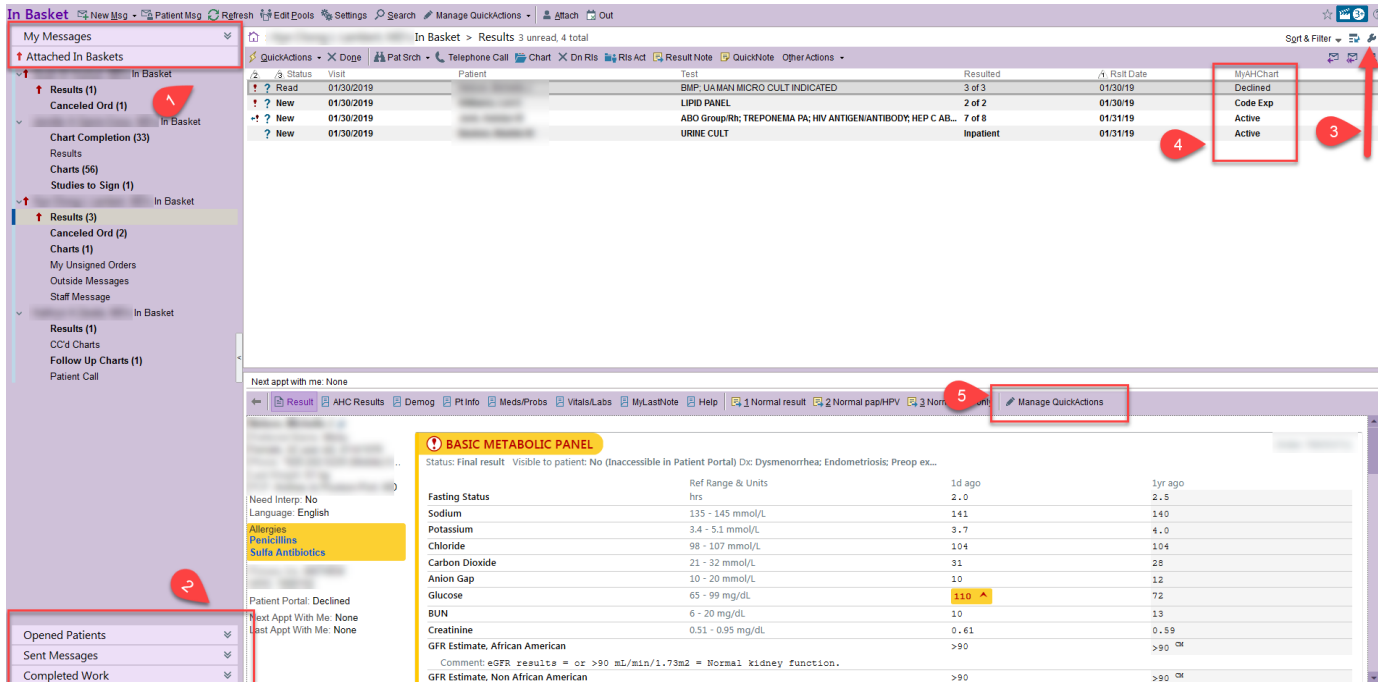 In Basket New Msg Patient Msg Refresh Edit Pools Settings Search Manage QuickActions Attach Out 3+
My Messages
Attached In Baskets
In Basket
Results (1)
Canceled Ord (1)
In Basket
Chart Completion (33)
Results
Charts (56)
Studies to Sign (1)
In Basket
Results (3)
Canceled Ord (2)
Charts (1)
My Unsigned Orders
Outside Messages
Staff Message
In Basket
Results (1)
CC'd Charts
Follow Up Charts (1)
Patient Call
1
2
Opened Patients
Sent Messages
Completed Work
In Basket > Results 3 unread, 4 total Sort & Filter
QuickActions Done Pat Srch Telephone Call Chart Dn Rls Rls Act Result Note QuickNote Other Actions
Status Visit Patient Test Resulted Rslt Date MyAHChart
! ? Read 01/30/2019 BMP; UA MAN MICRO CULT INDICATED 3 of 3 01/30/19 Declined
! ? New 01/30/2019 LIPID PANEL 2 of 2 01/30/19 Code Exp
! ? New 01/30/2019 ABO Group/Rh; TREPONEMA PA; HIV ANTIGEN/ANTIBODY; HEP C AB... 7 of 8 01/31/19 Active
? New 01/30/2019 URINE CULT Inpatient 01/31/19 Active
3
4
Next appt with me: None
5
Result AHC Results Demog Pt Info Meds/Probs Vitals/Labs MyLastNote Help 1 Normal result 2 Normal pap/HPV 3 Manage QuickActions
Need Interp: No
Language: English
Allergies
Penicillins
Sulfa Antibiotics
Patient Portal: Declined
Next Appt With Me: None
Last Appt With Me: None
BASIC METABOLIC PANEL
Status: Final result Visible to patient: No (Inaccessible in Patient Portal) Dx: Dysmenorrhea; Endometriosis; Preop ex...
Ref Range & Units 1d ago 1yr ago
Fasting Status hrs 2.0 2.5
Sodium 135 - 145 mmol/L 141 140
Potassium 3.4 - 5.1 mmol/L 3.7 4.0
Chloride 98 - 107 mmol/L 104 104
Carbon Dioxide 21 - 32 mmol/L 31 28
Anion Gap 10 - 20 mmol/L 10 12
Glucose 65 - 99 mg/dL 110 ^ 72
BUN 6 - 20 mg/dL 10 13
Creatinine 0.51 - 0.95 mg/dL 0.61 0.59
GFR Estimate, African American >90 >90 CM
Comment: eGFR results = or >90 mL/min/1.73m2 = Normal kidney function.
GFR Estimate, Non African American >90 >90 CM